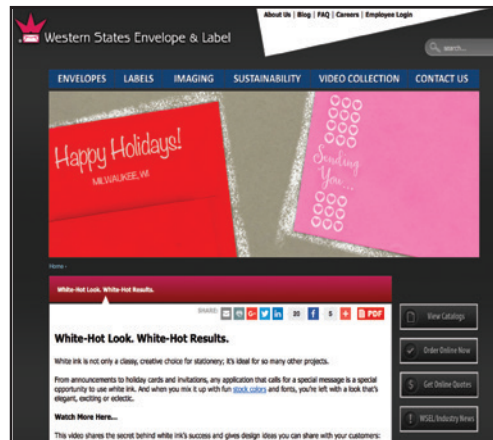 About Us | Blog | FAQ | Careers | Employee Login
Western States Envelope & Label
search...
ENVELOPES LABELS IMAGING SUSTAINABILITY VIDEO COLLECTION CONTACT US
Happy Holidays!
MILWAUKEE, WI
Sending
You...
Home ›
White-Hot Look. White-Hot Results.
SHARE: 20 5 PDF
White-Hot Look. White-Hot Results.
White ink is not only a classy, creative choice for stationery; it's ideal for so many other projects.
From announcements to holiday cards and invitations, any application that calls for a special message is a special
opportunity to use white ink. And when you mix it up with fun stock colors and fonts, you're left with a look that's
elegant, exciting or eclectic.
Watch More Here...
This video shares the secret behind white ink's success and gives design ideas you can share with your customers:
View Catalogs
Order Online Now
Get Online Quotes
WSEL/Industry News